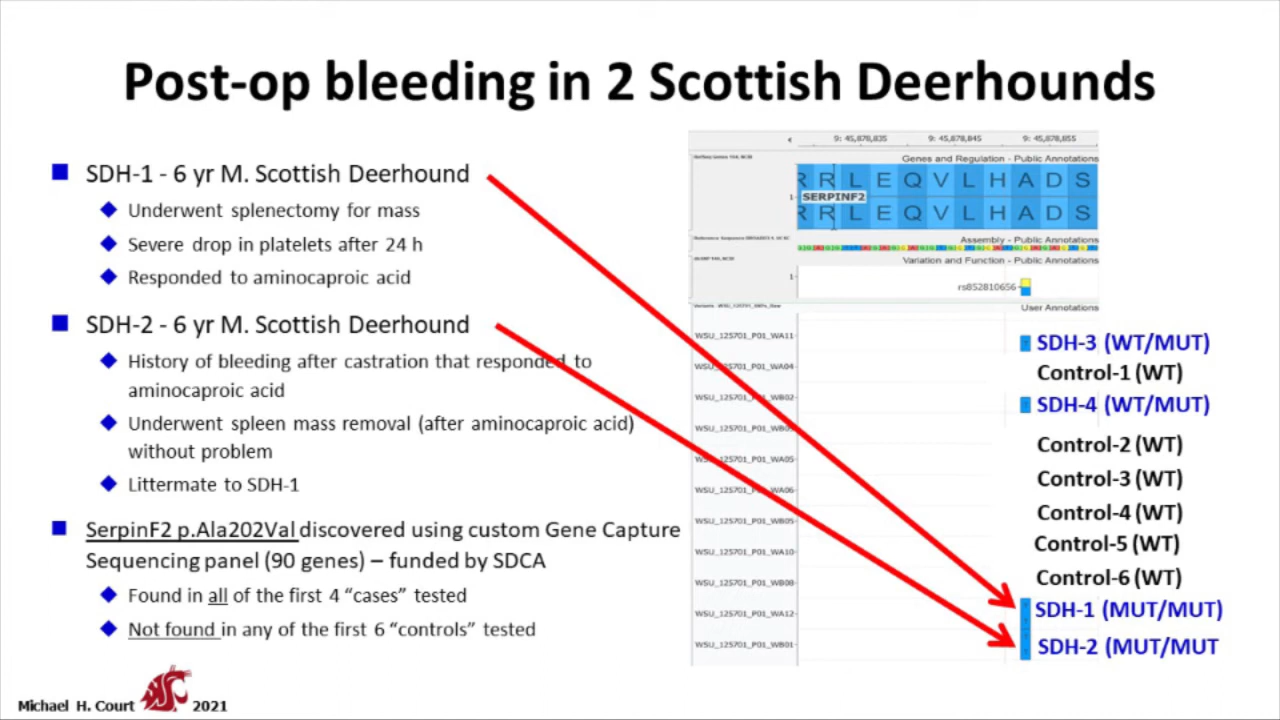 Post-op bleeding in 2 Scottish Deerhounds
SDH-1 - 6 yr M. Scottish Deerhound
Underwent splenectomy for mass
Severe drop in platelets after 24 h
Responded to aminocaproic acid
SDH-2 - 6 yr M. Scottish Deerhound
History of bleeding after castration that responded to
aminocaproic acid
Underwent spleen mass removal (after aminocaproic acid)
without problem
Littermate to SDH-1
SerpinF2 p.Ala202Val discovered using custom Gene Capture
Sequencing panel (90 genes) – funded by SDCA
Found in all of the first 4 “cases” tested
Not found in any of the first 6 “controls” tested
9: 45,878,835 9: 45,878,845 9: 45,878,855
Genes and Regulation - Public Annotations
R R L E Q V L H A D S
1
SERPINF2
R R L E Q V L H A D S
Assembly - Public Annotations
Variation and Function - Public Annotations
1
rs852810656
User Annotations
WSU_125701_P01_WA11
SDH-3 (WT/MUT)
WSU_125701_P01_WA04
Control-1 (WT)
WSU_125701_P01_WB02
SDH-4 (WT/MUT)
Control-2 (WT)
WSU_125701_P01_WA05
Control-3 (WT)
WSU_125701_P01_WA06
Control-4 (WT)
WSU_125701_P01_WB05
Control-5 (WT)
WSU_125701_P01_WA10
Control-6 (WT)
WSU_125701_P01_WB08
WSU_125701_P01_WA12
SDH-1 (MUT/MUT)
WSU_125701_P01_WB01
SDH-2 (MUT/MUT
Michael H. Court WSU 2021